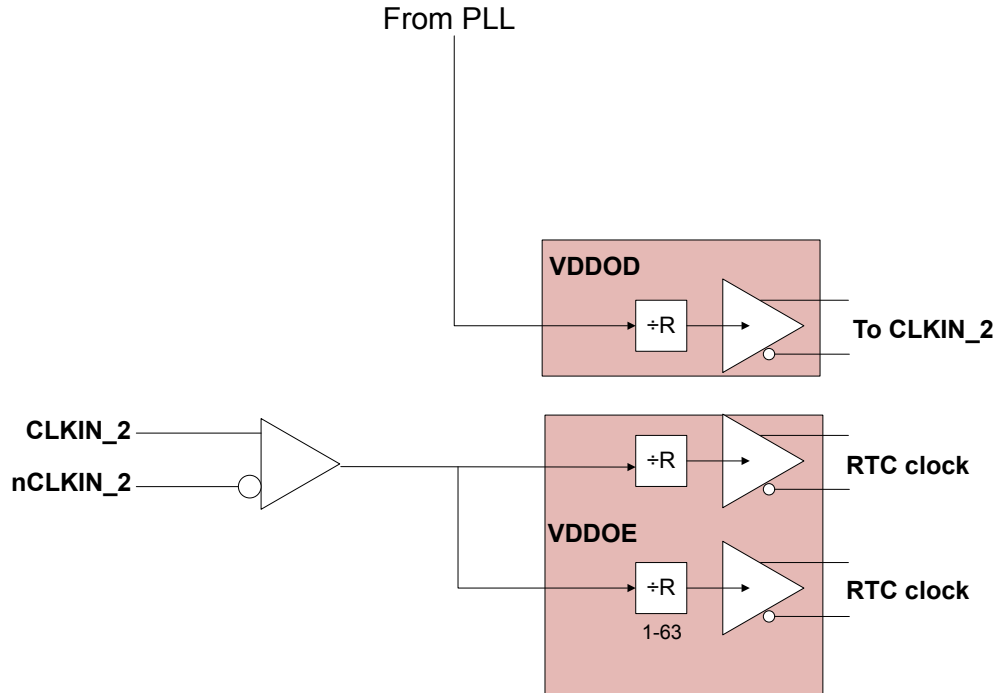 From PLL
VDDOD
÷R
To CLKIN_2
CLKIN_2
nCLKIN_2
÷R
RTC clock
VDDOE
÷R
RTC clock
1-63